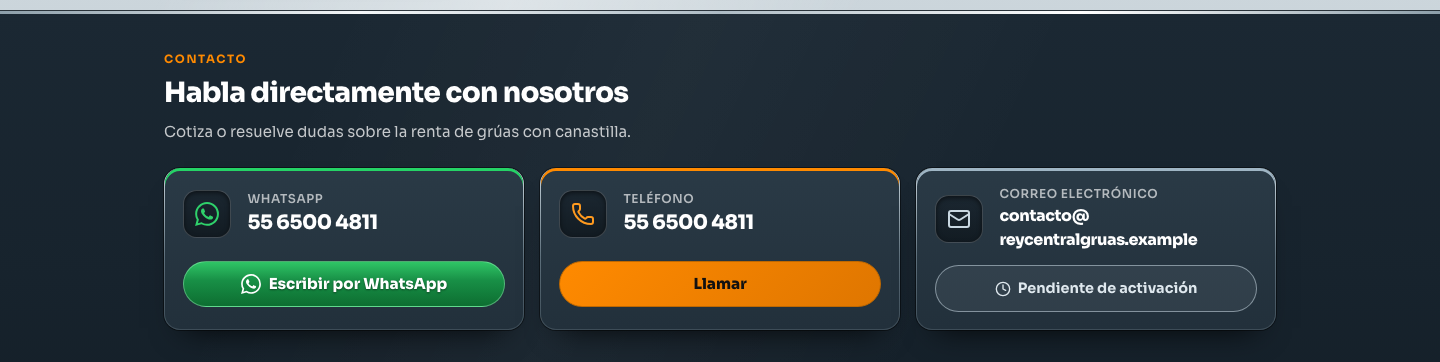 CONTACTO
Habla directamente con nosotros
Cotiza o resuelve dudas sobre la renta de grúas con canastilla.
WHATSAPP
55 6500 4811
Escribir por WhatsApp
TELÉFONO
55 6500 4811
Llamar
CORREO ELECTRÓNICO
contacto@
reycentralgruas.example
Pendiente de activación